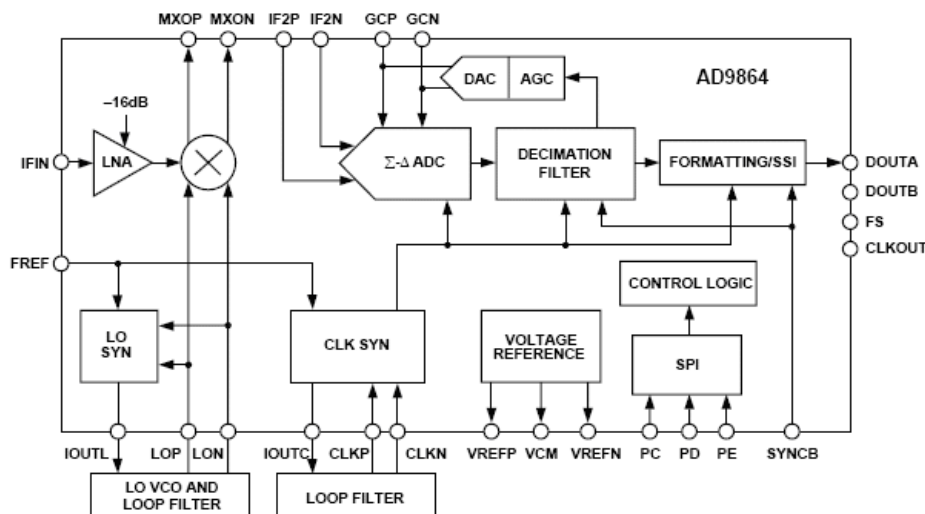 MXOP MXON IF2P IF2N GCP GCN
AD9864
DAC AGC
–16dB
IFIN
LNA
Σ-Δ ADC
DECIMATION
FILTER
FORMATTING/SSI
DOUTA
DOUTB
FS
CLKOUT
FREF
CONTROL LOGIC
LO
SYN
CLK SYN
VOLTAGE
REFERENCE
SPI
IOUTL LOP LON IOUTC CLKP CLKN VREFP VCM VREFN PC PD PE SYNCB
LO VCO AND
LOOP FILTER
LOOP FILTER